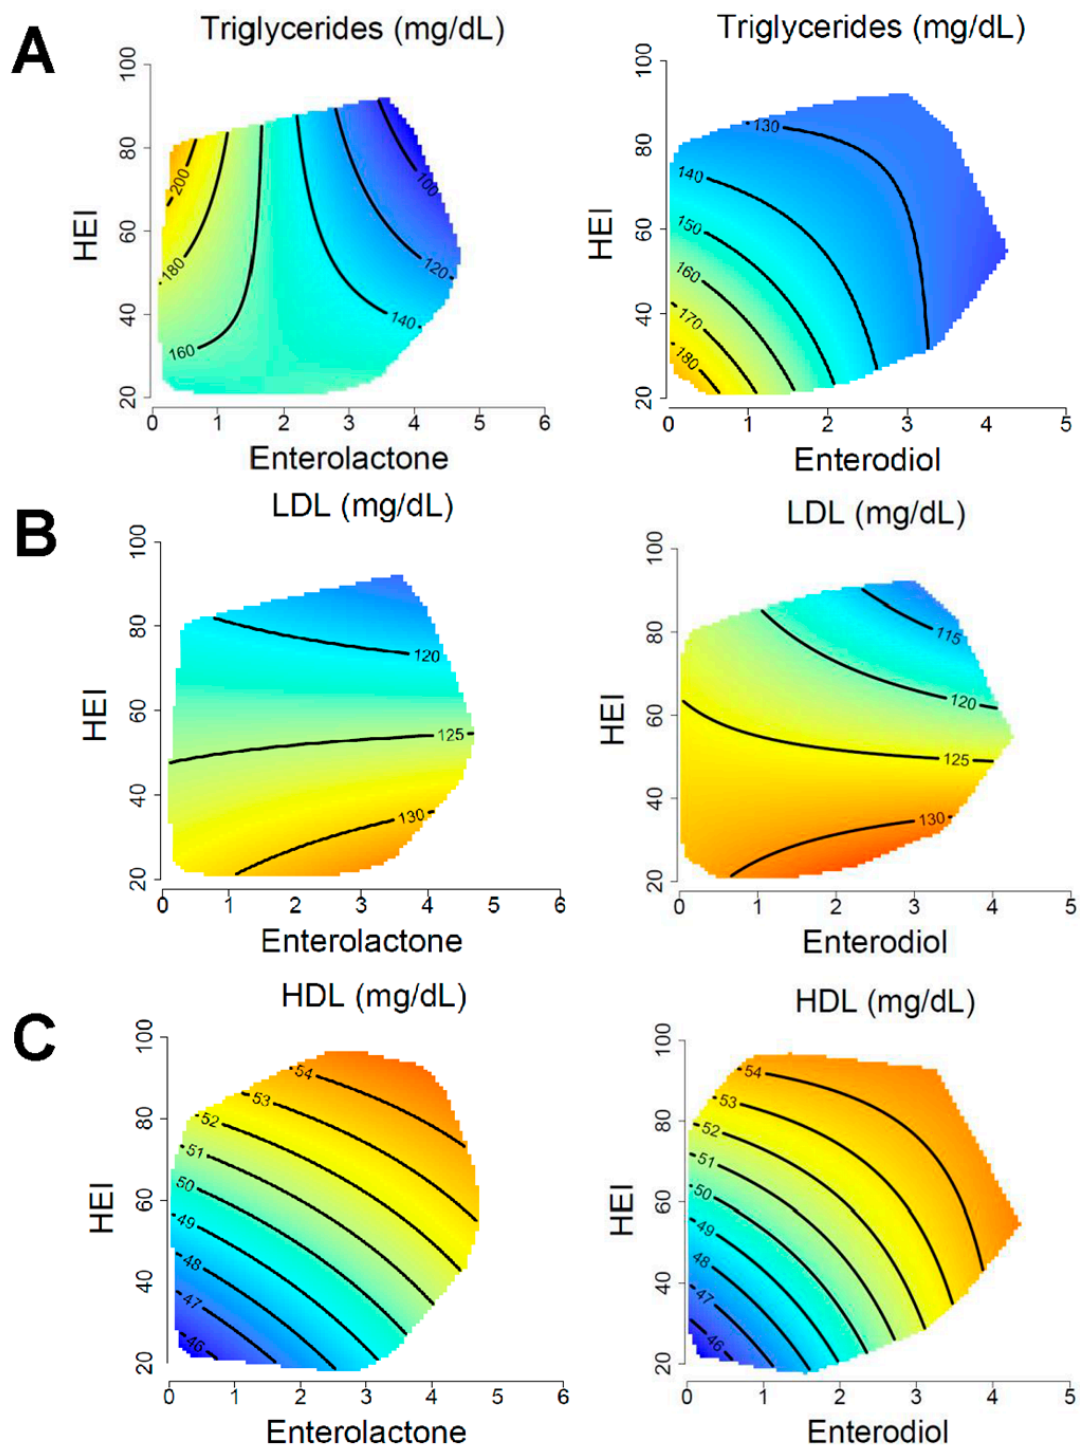 A
Triglycerides (mg/dL)
Triglycerides (mg/dL)
HEI
100
80
60
40
20
200
180
160
140
120
100
0 1 2 3 4 5 6
Enterolactone
HEI
100
80
60
40
20
130
140
150
160
170
180
0 1 2 3 4 5
Enterodiol
B
LDL (mg/dL)
LDL (mg/dL)
HEI
100
80
60
40
20
120
125
130
0 1 2 3 4 5 6
Enterolactone
HEI
100
80
60
40
20
115
120
125
130
0 1 2 3 4 5
Enterodiol
C
HDL (mg/dL)
HDL (mg/dL)
HEI
100
80
60
40
20
54
53
52
51
50
49
48
47
46
0 1 2 3 4 5 6
Enterolactone
HEI
100
80
60
40
20
54
53
52
51
50
49
48
47
46
0 1 2 3 4 5
Enterodiol